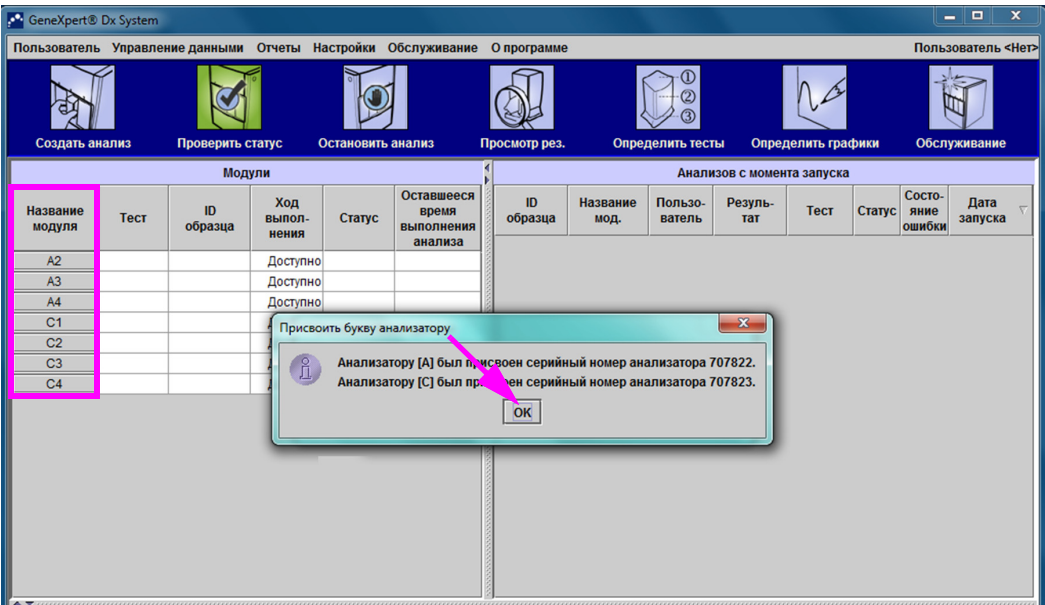 GeneXpert® Dx System
Пользователь Управление данными Отчеты Настройки Обслуживание О программе Пользователь <Нет>
Создать анализ Проверить статус Остановить анализ Просмотр рез. Определить тесты Определить графики Обслуживание
Модули
Название модуля Тест ID образца Ход выпол-нения Статус Оставшееся время выполнения анализа
A2 Доступно
A3 Доступно
A4 Доступно
C1
C2
C3
C4
Анализов с момента запуска
ID образца Название мод. Пользо-ватель Резуль-тат Тест Статус Состо-яние ошибки Дата запуска
Присвоить букву анализатору
Анализатору [A] был присвоен серийный номер анализатора 707822.
Анализатору [C] был присвоен серийный номер анализатора 707823.
OK